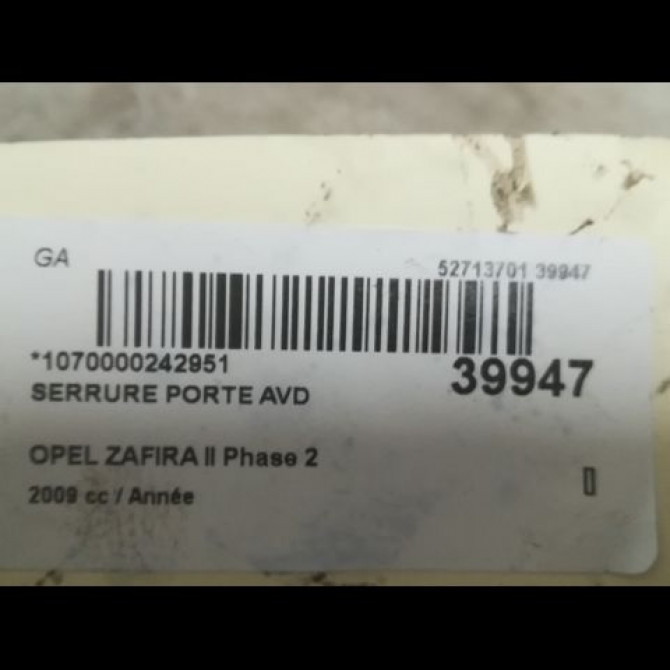 GA
52713701 39947
*1070000242951
39947
SERRURE PORTE AVD
OPEL ZAFIRA II Phase 2
2009 cc / Année